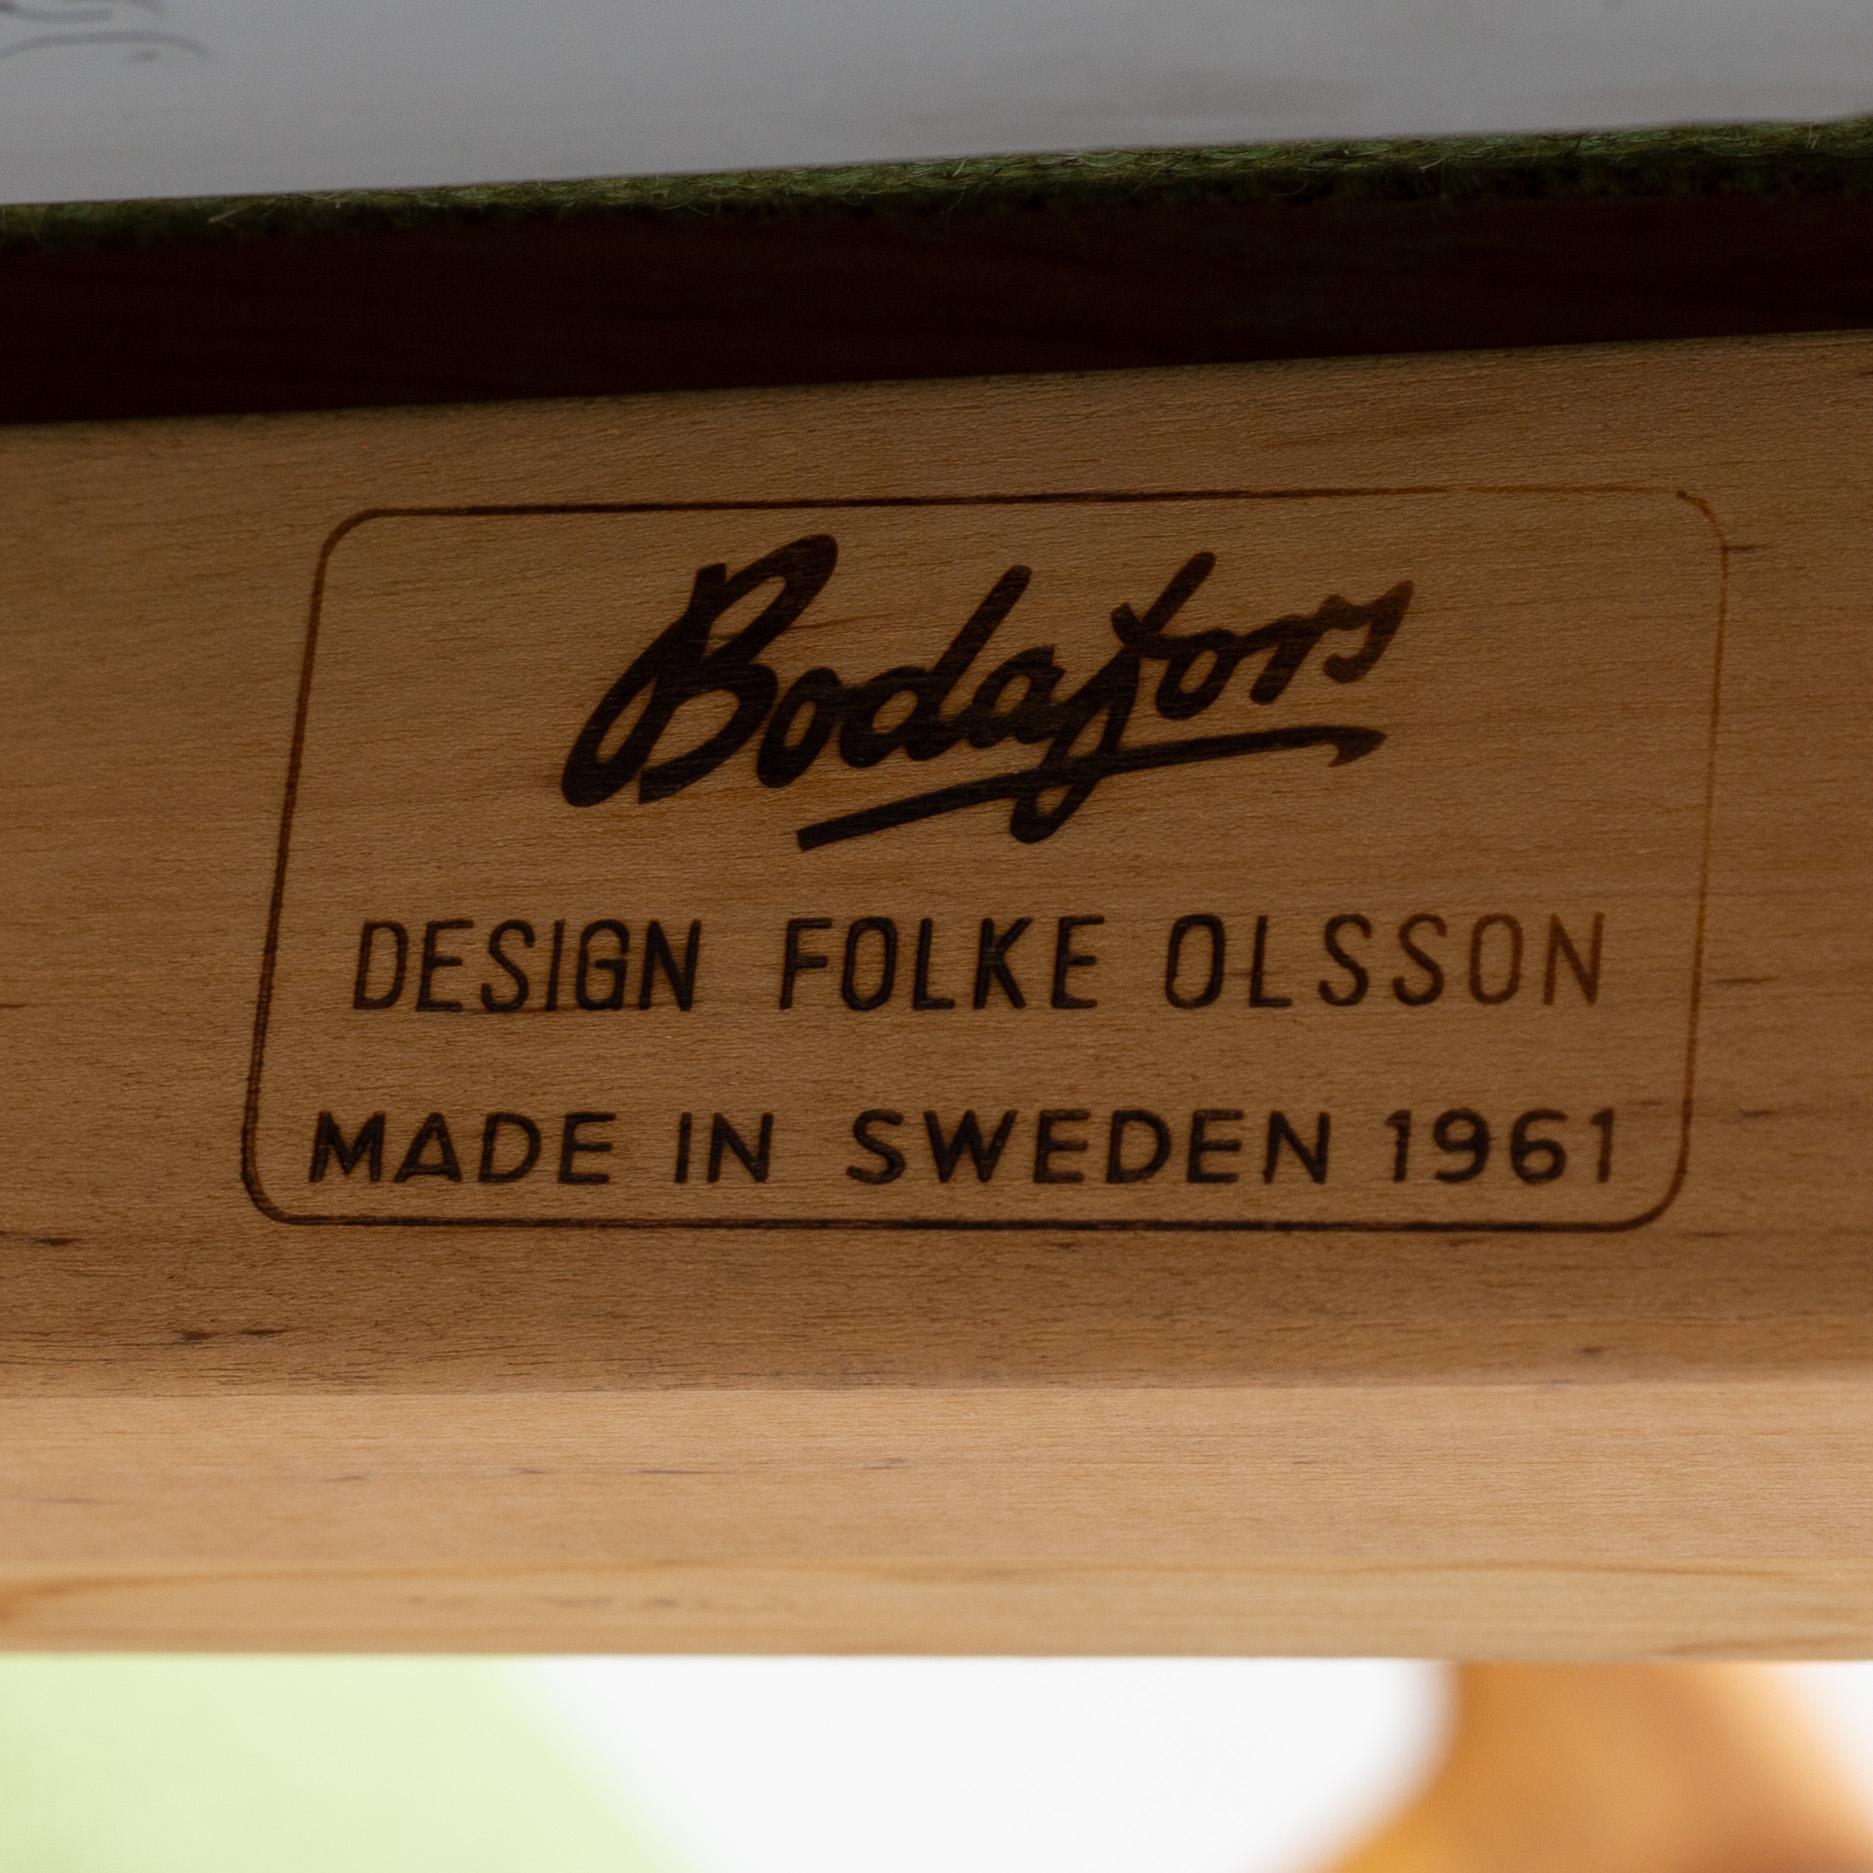 Bodafors
DESIGN FOLKE OLSSON
MADE IN SWEDEN 1961